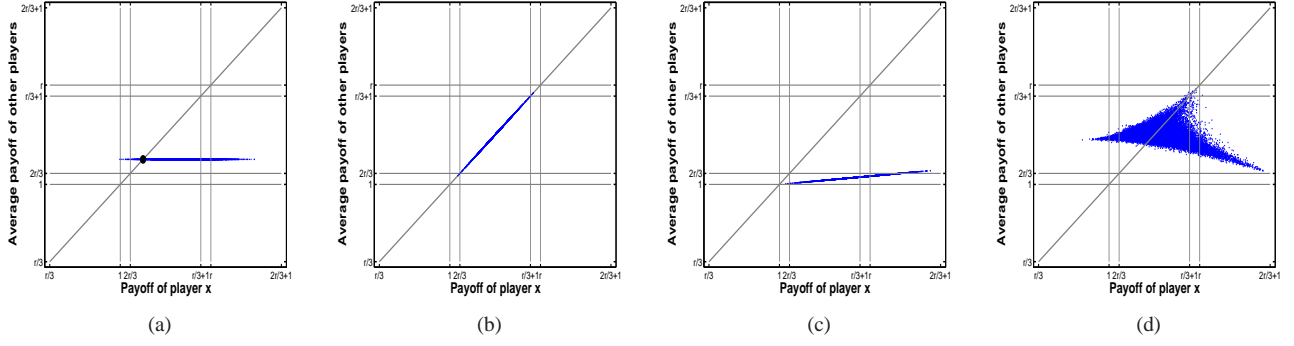 Average payoff of other players
2r/3+1
r
r/3+1
2r/3
1
r/3
r/3 1 2r/3 r/3+1 r 2r/3+1
Payoff of player x
(a)
Average payoff of other players
2r/3+1
r
r/3+1
2r/3
1
r/3
r/3 1 2r/3 r/3+1 r 2r/3+1
Payoff of player x
(b)
Average payoff of other players
2r/3+1
r
r/3+1
2r/3
1
r/3
r/3 1 2r/3 r/3+1 r 2r/3+1
Payoff of player x
(c)
Average payoff of other players
2r/3+1
r
r/3+1
2r/3
1
r/3
r/3 1 2r/3 r/3+1 r 2r/3+1
Payoff of player x
(d)